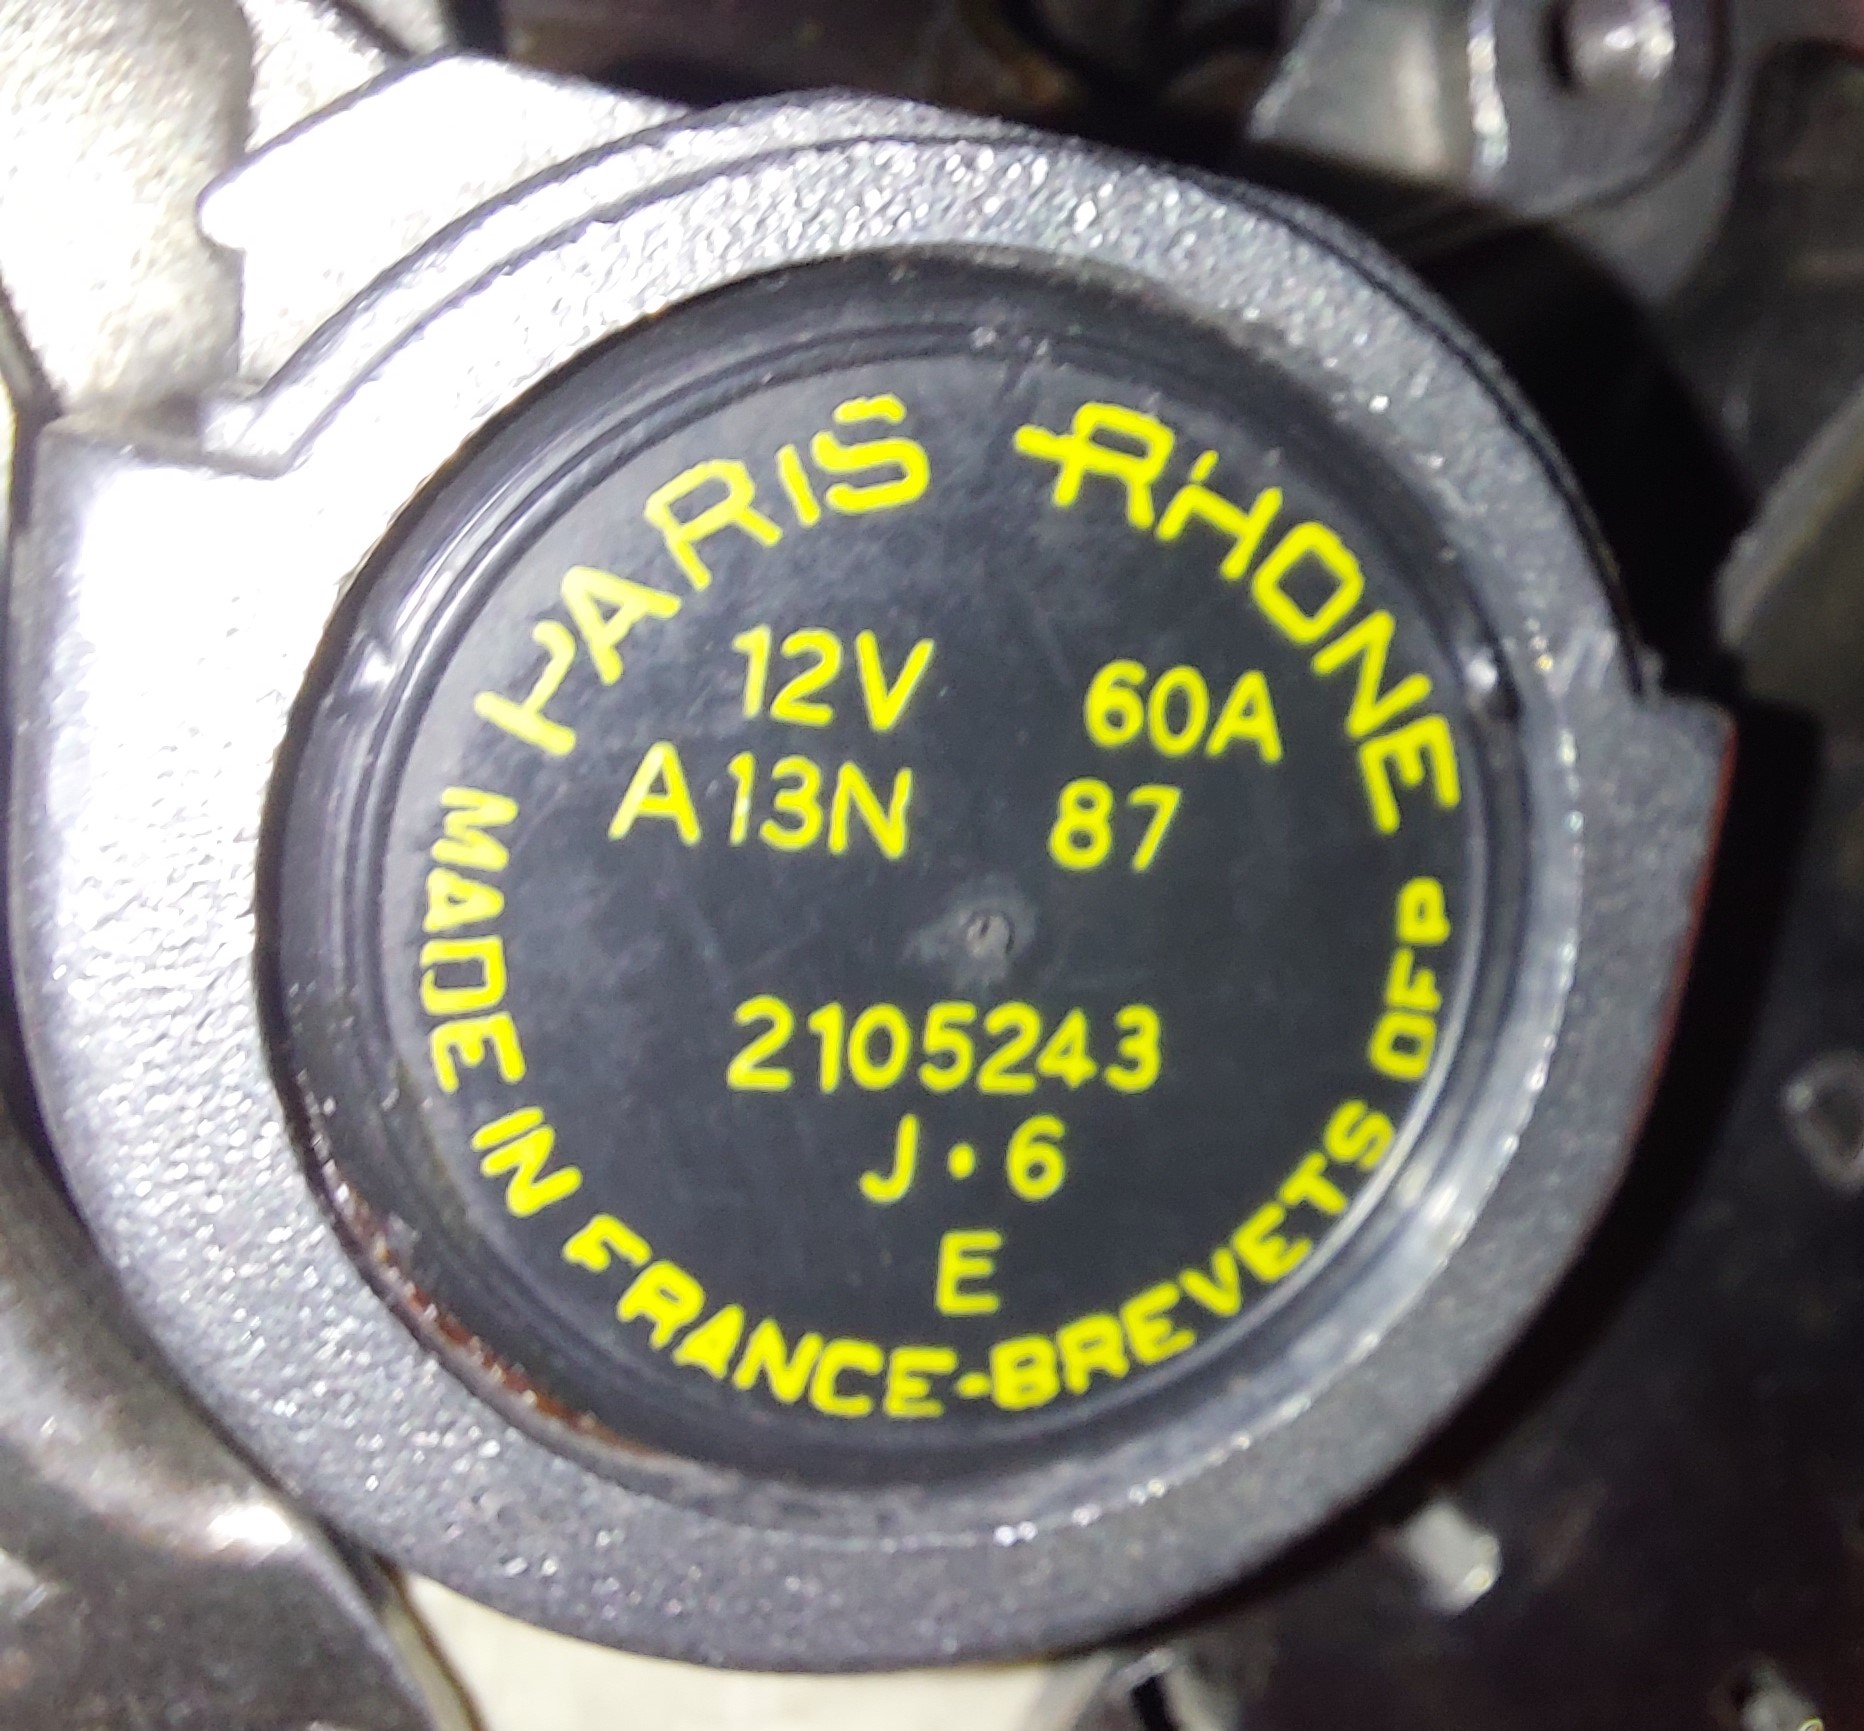 PARIS RHONE
12V 60A
A13N 87
2105243
J·6
E
MADE IN FRANCE-BREVETS OFP